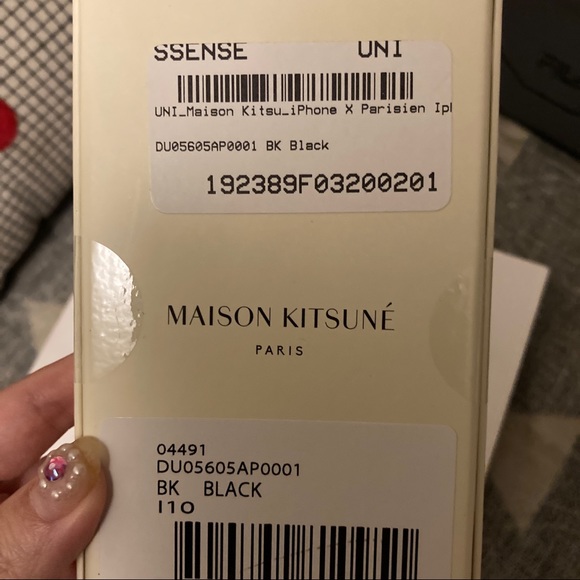 SSENSE UNI
UNI_Maison Kitsu_iPhone X Parisien Ip
DU05605AP0001 BK Black
192389F03200201
MAISON KITSUNÉ
PARIS
04491
DU05605AP0001
BK BLACK
I10